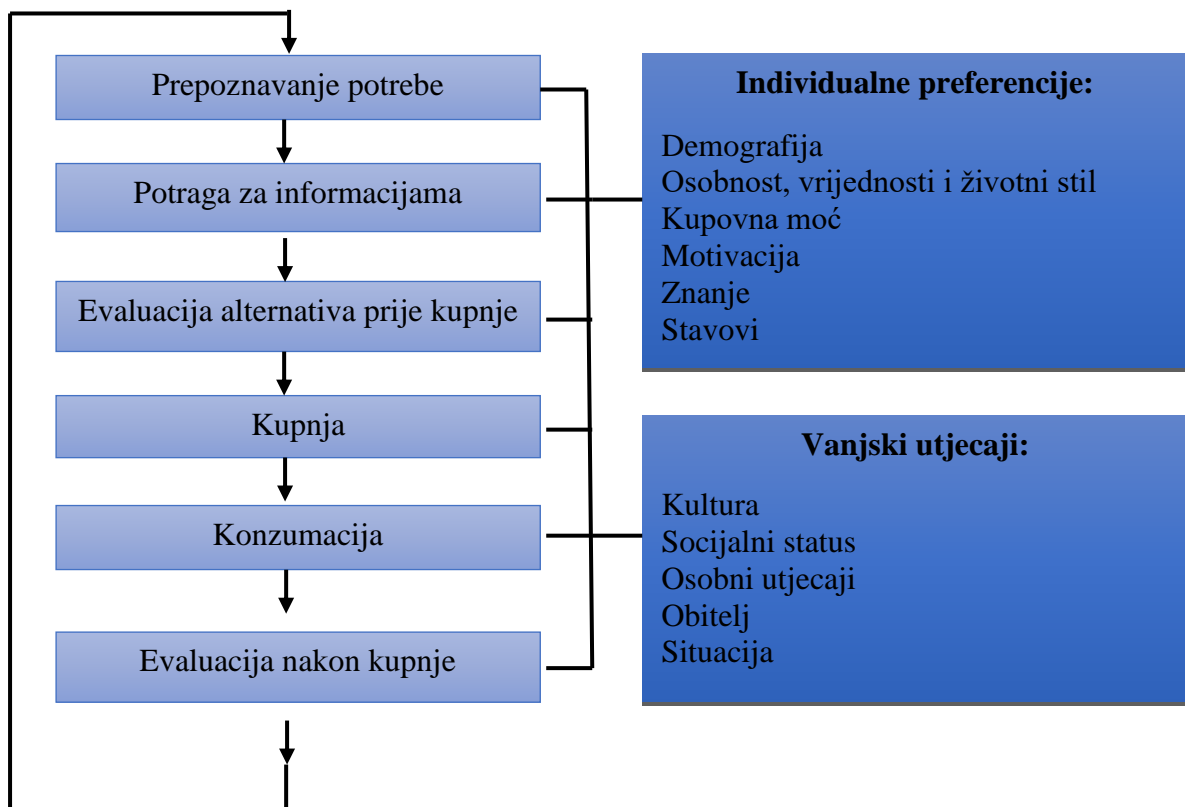 Prepoznavanje potrebe
Potraga za informacijama
Evaluacija alternativa prije kupnje
Kupnja
Konzumacija
Evaluacija nakon kupnje
Individualne preferencije:
Demografija
Osobnost, vrijednosti i životni stil
Kupovna moć
Motivacija
Znanje
Stavovi
Vanjski utjecaji:
Kultura
Socijalni status
Osobni utjecaji
Obitelj
Situacija